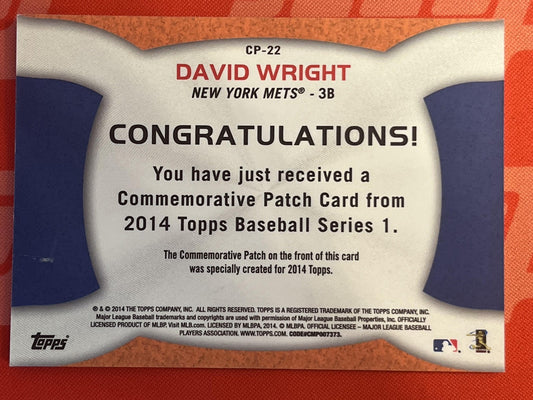 CP-22
DAVID WRIGHT
NEW YORK METS® - 3B
CONGRATULATIONS!
You have just received a
Commemorative Patch Card from
2014 Topps Baseball Series 1.
The Commemorative Patch on the front of this card
was specially created for 2014 Topps.
® & © 2014 THE TOPPS COMPANY, INC. ALL RIGHTS RESERVED. TOPPS IS A REGISTERED TRADEMARK OF THE TOPPS COMPANY, INC.
Major League Baseball trademarks and copyrights are used with permission of Major League Baseball Properties, Inc. OFFICIALLY
LICENSED PRODUCT OF MLBP. Visit MLB.com. LICENSED BY MLBPA, 2014. © MLBPA. OFFICIAL LICENSEE – MAJOR LEAGUE BASEBALL
PLAYERS ASSOCIATION. WWW.TOPPS.COM. CODE#CMP007373.
Topps